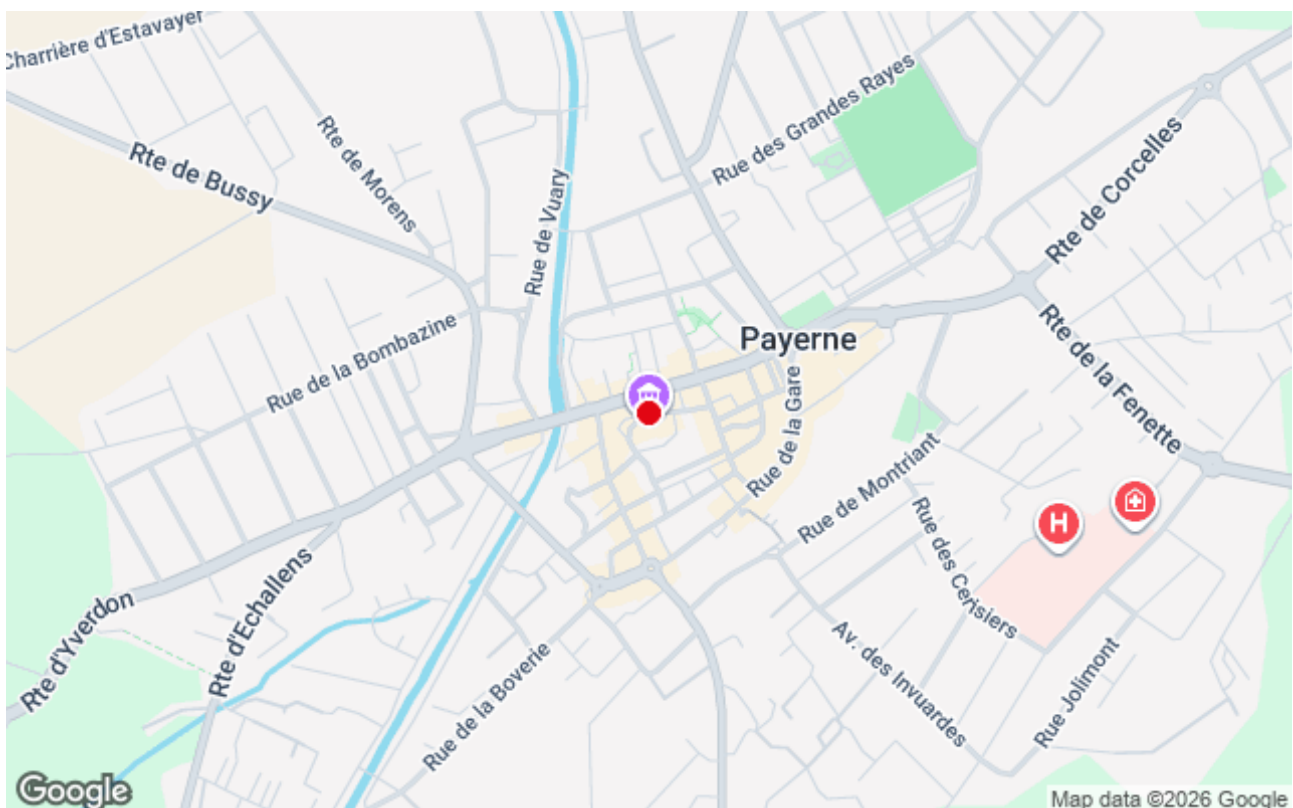 Charrière d'Estavayer
Rte de Bussy
Rte de Morens
Rue de Vuary
Rue des Grandes Rayes
Rte de Corcelles
Rue de la Bombazine
Payerne
Rte de la Fenette
Rue de la Gare
Rue de Montriant
H
Rue des Cerisiers
Rte d'Yverdon
Rte d'Echallens
Rue de la Boverie
Av. des Invuardes
Rue Jolimont
Google
Map data ©2026 Google